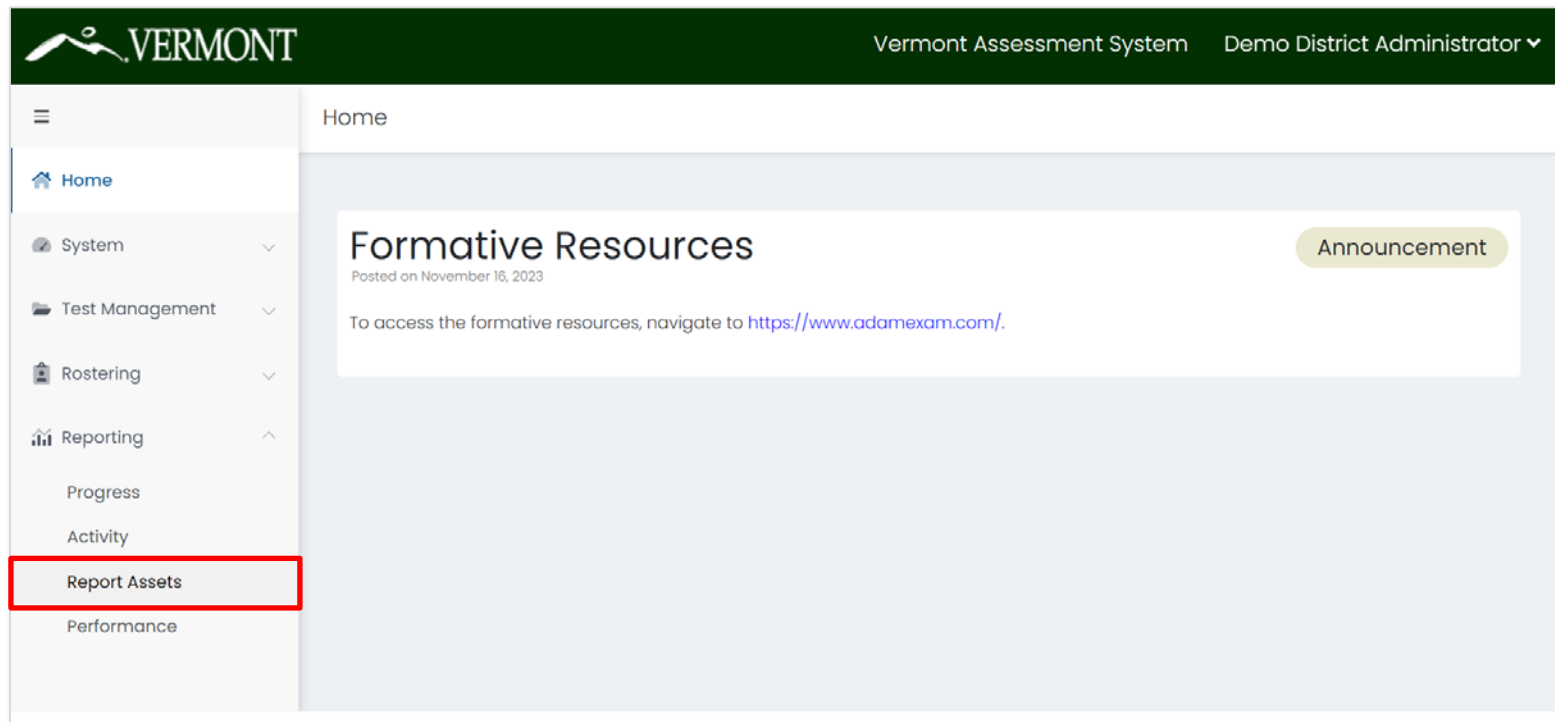 VERMONT
Vermont Assessment System
Demo District Administrator
Home
Home
System
Test Management
Rostering
Reporting
Progress
Activity
Report Assets
Performance
Formative Resources
Announcement
Posted on November 16, 2023
To access the formative resources, navigate to https://www.adamexam.com/.